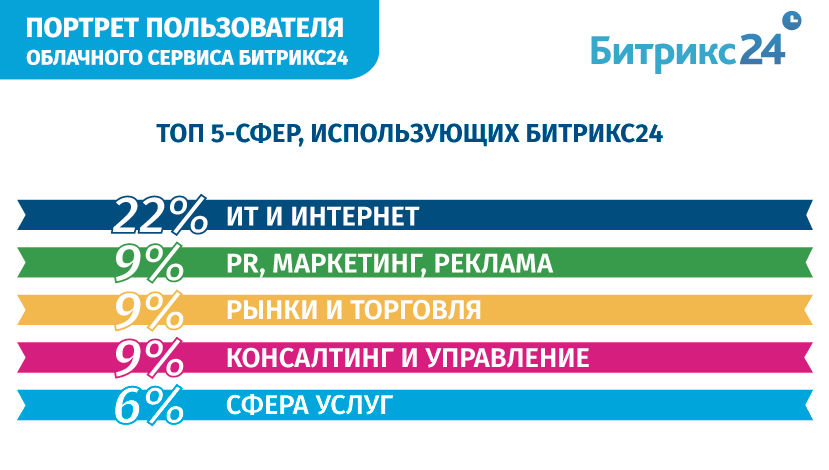 ПОРТРЕТ ПОЛЬЗОВАТЕЛЯ
ОБЛАЧНОГО СЕРВИСА БИТРИКС24
Битрикс24
ТОП 5-СФЕР, ИСПОЛЬЗУЮЩИХ БИТРИКС24
22% ИТ И ИНТЕРНЕТ
9% PR, МАРКЕТИНГ, РЕКЛАМА
9% РЫНКИ И ТОРГОВЛЯ
9% КОНСАЛТИНГ И УПРАВЛЕНИЕ
6% СФЕРА УСЛУГ